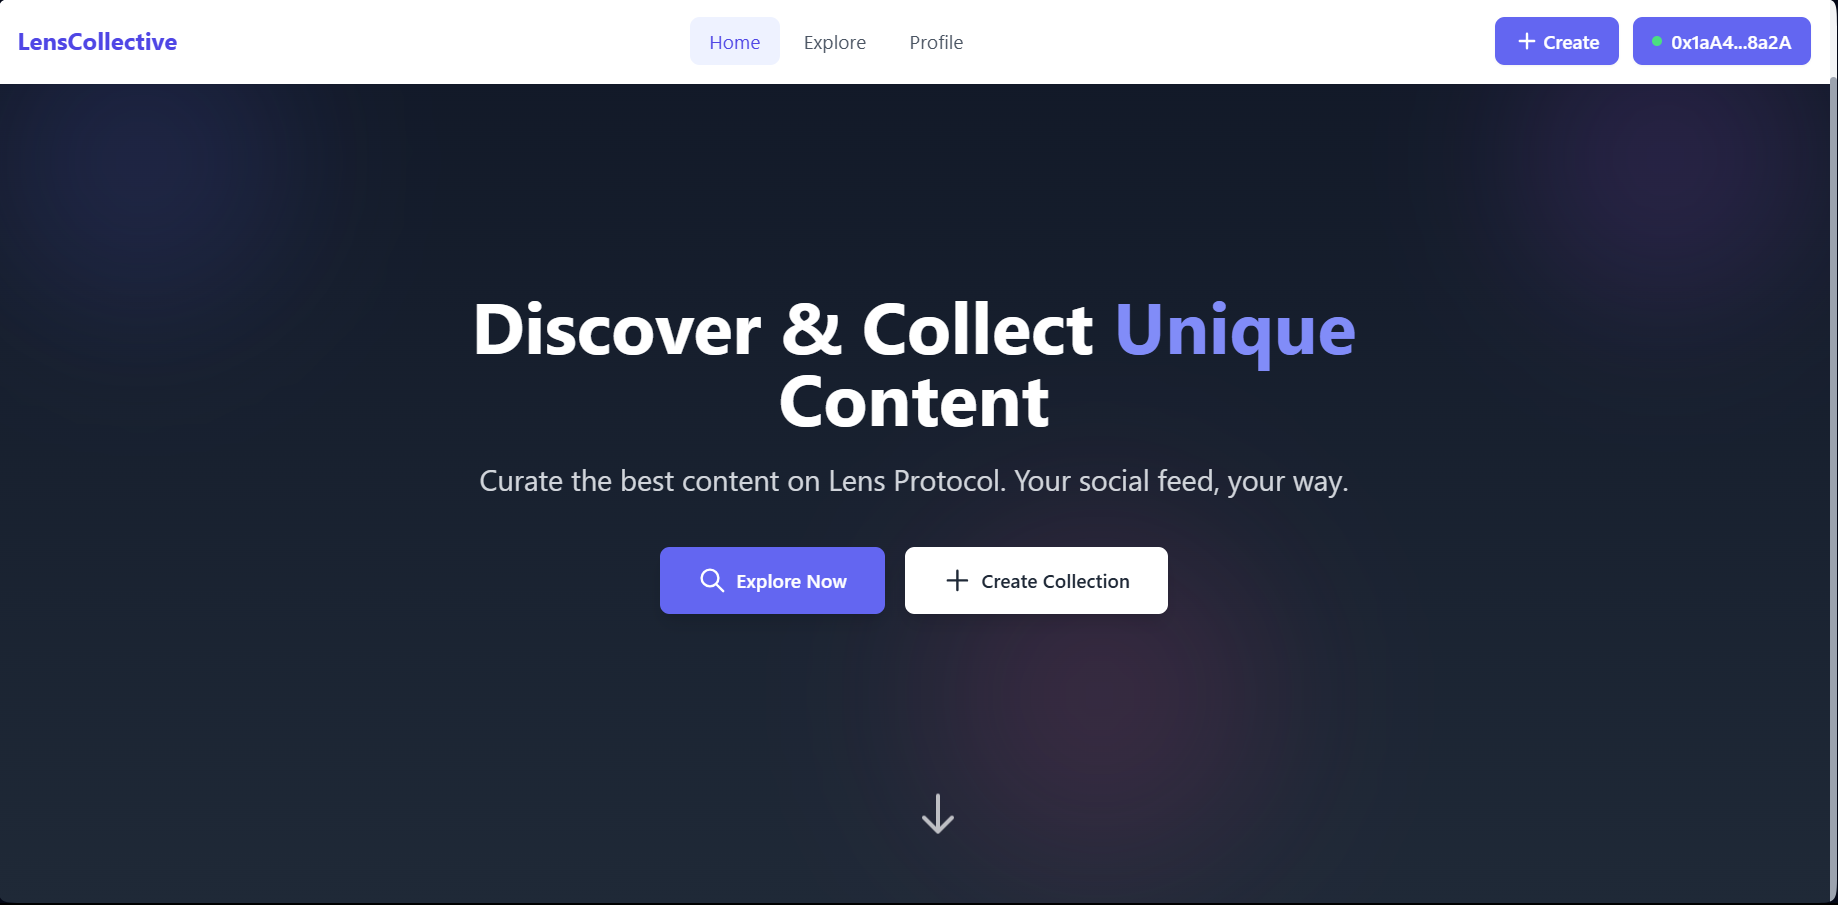 LensCollective
Home
Explore
Profile
Create
0x1aA4...8a2A
Discover & Collect Unique
Content
Curate the best content on Lens Protocol. Your social feed, your way.
Explore Now
Create Collection